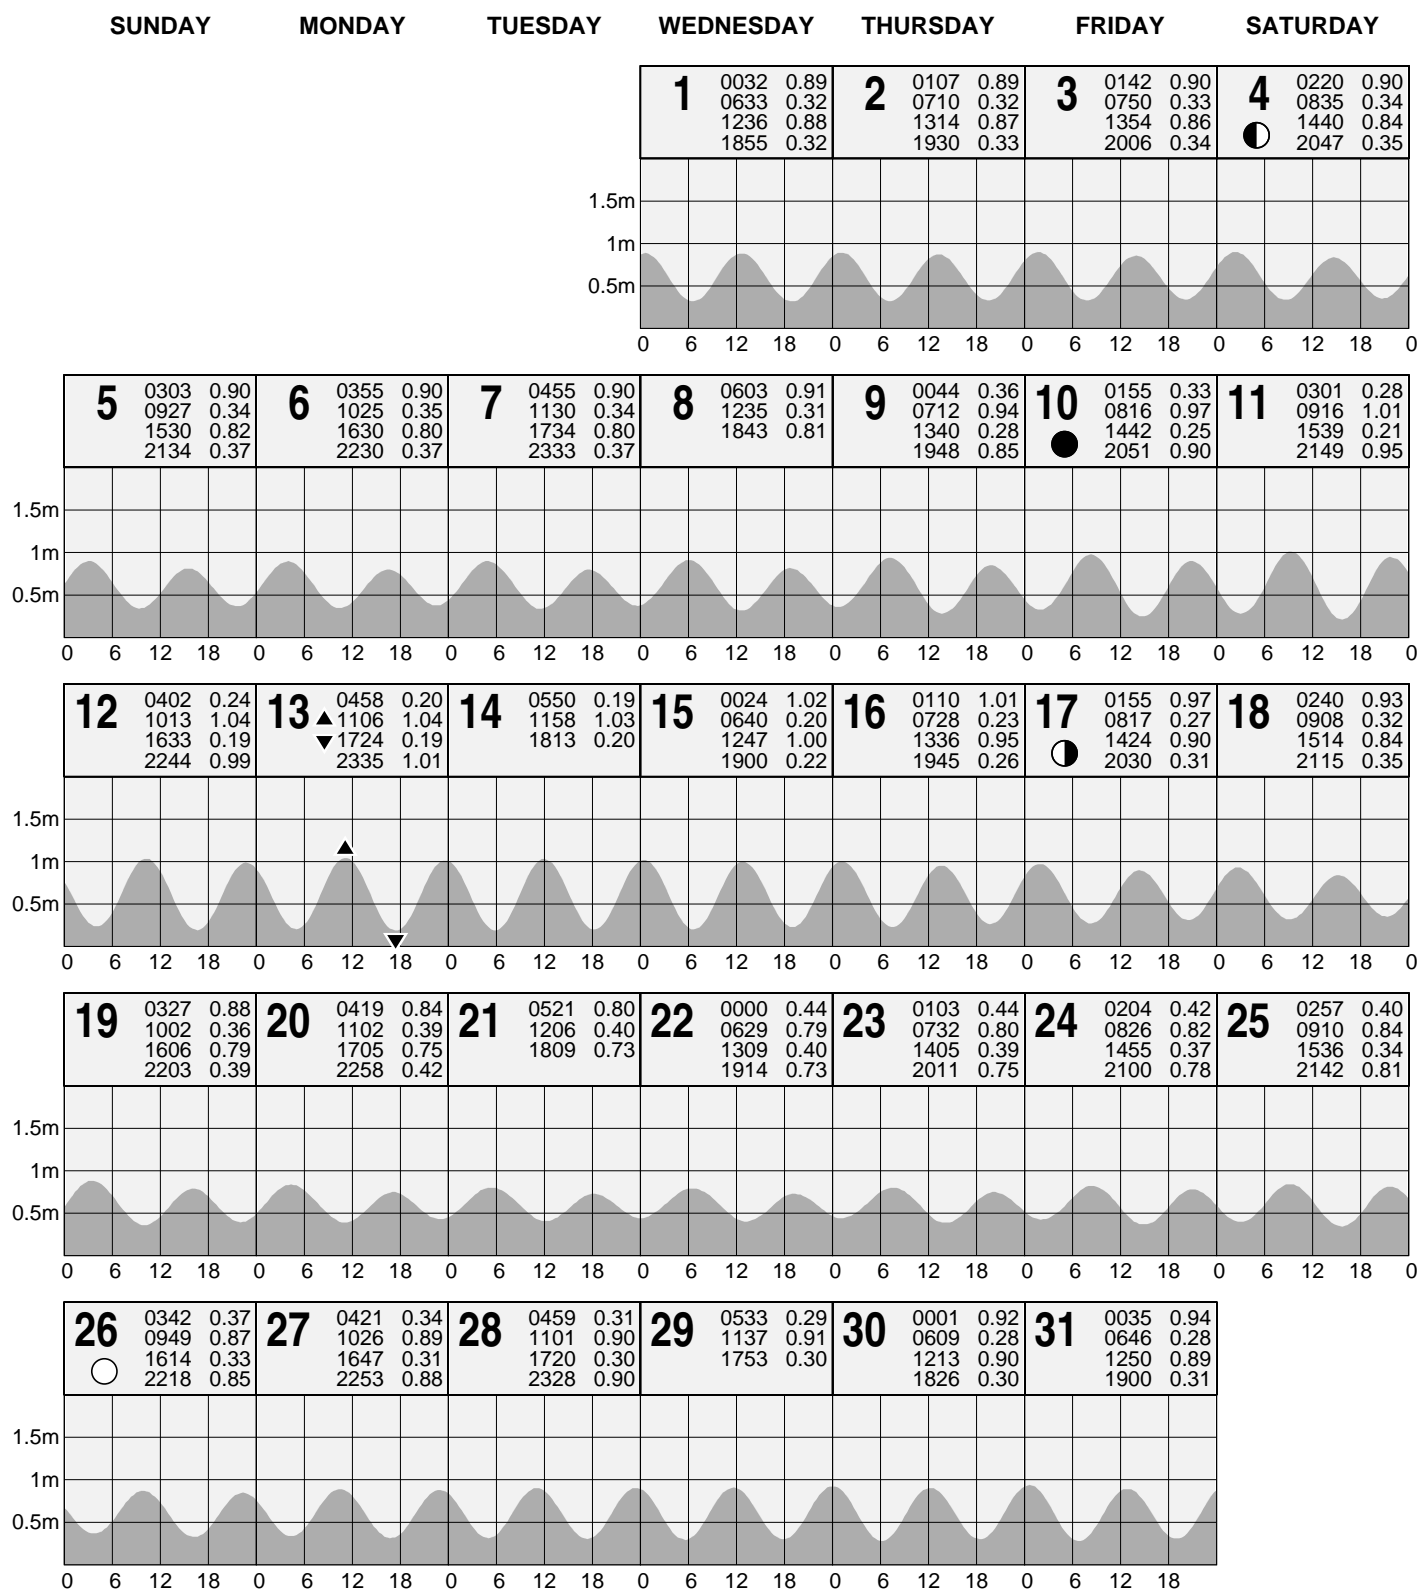 SUNDAY MONDAY TUESDAY WEDNESDAY THURSDAY FRIDAY SATURDAY
1 0032 0.89 2 0107 0.89 3 0142 0.90 4 0220 0.90
0633 0.32 0710 0.32 0750 0.33 0835 0.34
1236 0.88 1314 0.87 1354 0.86 1440 0.84
1855 0.32 1930 0.33 2006 0.34 2047 0.35
1.5m
1m
0.5m
0 6 12 18 0 6 12 18 0 6 12 18 0 6 12 18 0
5 0303 0.90 6 0355 0.90 7 0455 0.90 8 0603 0.91 9 0044 0.36 10 0155 0.33 11 0301 0.28
0927 0.34 1025 0.35 1130 0.34 1235 0.31 0712 0.94 0816 0.97 0916 1.01
1530 0.82 1630 0.80 1734 0.80 1843 0.81 1340 0.28 1442 0.25 1539 0.21
2134 0.37 2230 0.37 2333 0.37 1948 0.85 2051 0.90 2149 0.95
1.5m
1m
0.5m
0 6 12 18 0 6 12 18 0 6 12 18 0 6 12 18 0 6 12 18 0 6 12 18 0 6 12 18 0
12 0402 0.24 13 0458 0.20 14 0550 0.19 15 0024 1.02 16 0110 1.01 17 0155 0.97 18 0240 0.93
1013 1.04 1106 1.04 1158 1.03 0640 0.20 0728 0.23 0817 0.27 0908 0.32
1633 0.19 1724 0.19 1813 0.20 1247 1.00 1336 0.95 1424 0.90 1514 0.84
2244 0.99 2335 1.01 1900 0.22 1945 0.26 2030 0.31 2115 0.35
1.5m
1m
0.5m
0 6 12 18 0 6 12 18 0 6 12 18 0 6 12 18 0 6 12 18 0 6 12 18 0 6 12 18 0
19 0327 0.88 20 0419 0.84 21 0521 0.80 22 0000 0.44 23 0103 0.44 24 0204 0.42 25 0257 0.40
1002 0.36 1102 0.39 1206 0.40 0629 0.79 0732 0.80 0826 0.82 0910 0.84
1606 0.79 1705 0.75 1809 0.73 1309 0.40 1405 0.39 1455 0.37 1536 0.34
2203 0.39 2258 0.42 1914 0.73 2011 0.75 2100 0.78 2142 0.81
1.5m
1m
0.5m
0 6 12 18 0 6 12 18 0 6 12 18 0 6 12 18 0 6 12 18 0 6 12 18 0 6 12 18 0
26 0342 0.37 27 0421 0.34 28 0459 0.31 29 0533 0.29 30 0001 0.92 31 0035 0.94
0949 0.87 1026 0.89 1101 0.90 1137 0.91 0609 0.28 0646 0.28
1614 0.33 1647 0.31 1720 0.30 1753 0.30 1213 0.90 1250 0.89
2218 0.85 2253 0.88 2328 0.90 1826 0.30 1900 0.31
1.5m
1m
0.5m
0 6 12 18 0 6 12 18 0 6 12 18 0 6 12 18 0 6 12 18 0 6 12 18